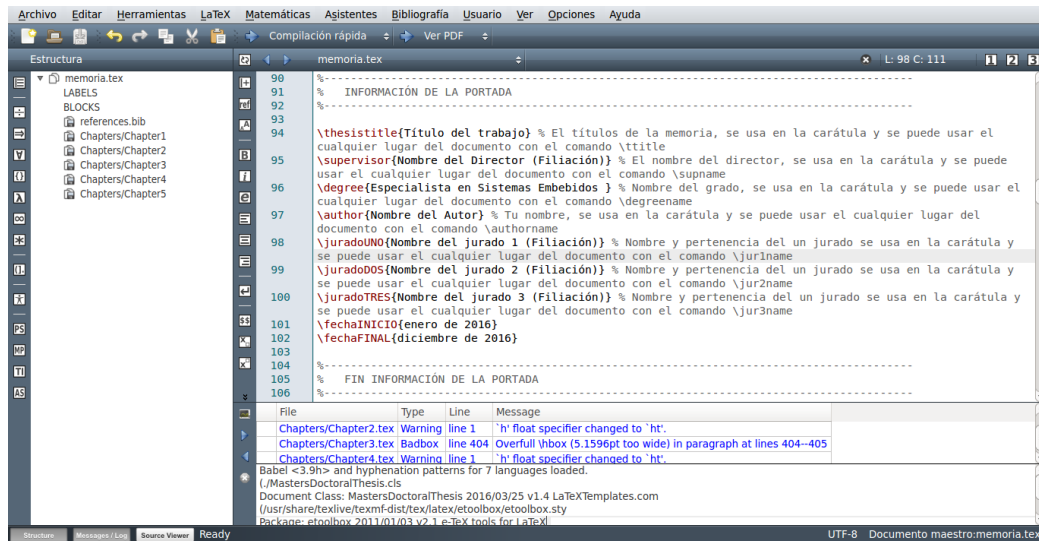 Archivo Editar Herramientas LaTeX Matemáticas Asistentes Bibliografía Usuario Ver Opciones Ayuda
Compilación rápida Ver PDF
Estructura memoria.tex L: 98 C: 111 1 2 3
memoria.tex
LABELS
BLOCKS
references.bib
Chapters/Chapter1
Chapters/Chapter2
Chapters/Chapter3
Chapters/Chapter4
Chapters/Chapter5
90 %-----------------------------------------------------------------------------------------
91 % INFORMACIÓN DE LA PORTADA
92 %-----------------------------------------------------------------------------------------
93
94 \thesistitle{Título del trabajo} % El títulos de la memoria, se usa en la carátula y se puede usar el
cualquier lugar del documento con el comando \ttitle
95 \supervisor{Nombre del Director (Filiación)} % El nombre del director, se usa en la carátula y se puede
usar el cualquier lugar del documento con el comando \supname
96 \degree{Especialista en Sistemas Embebidos } % Nombre del grado, se usa en la carátula y se puede usar el
cualquier lugar del documento con el comando \degreename
97 \author{Nombre del Autor} % Tu nombre, se usa en la carátula y se puede usar el cualquier lugar del
documento con el comando \authorname
98 \juradoUNO{Nombre del jurado 1 (Filiación)} % Nombre y pertenencia del un jurado se usa en la carátula y
se puede usar el cualquier lugar del documento con el comando \jur1name
99 \juradoDOS{Nombre del jurado 2 (Filiación)} % Nombre y pertenencia del un jurado se usa en la carátula y
se puede usar el cualquier lugar del documento con el comando \jur2name
100 \juradoTRES{Nombre del jurado 3 (Filiación)} % Nombre y pertenencia del un jurado se usa en la carátula y
se puede usar el cualquier lugar del documento con el comando \jur3name
101 \fechaINICIO{enero de 2016}
102 \fechaFINAL{diciembre de 2016}
103
104 %-----------------------------------------------------------------------------------------
105 % FIN INFORMACIÓN DE LA PORTADA
106 %-----------------------------------------------------------------------------------------
File Type Line Message
Chapters/Chapter2.tex Warning line 1 `h' float specifier changed to `ht'.
Chapters/Chapter3.tex Badbox line 404 Overfull \hbox (5.1596pt too wide) in paragraph at lines 404--405
Chapters/Chapter4.tex Warning line 1 `h' float specifier changed to `ht'.
Babel <3.9h> and hyphenation patterns for 7 languages loaded.
(./MastersDoctoralThesis.cls
Document Class: MastersDoctoralThesis 2016/03/25 v1.4 LaTeXTemplates.com
(/usr/share/texlive/texmf-dist/tex/latex/etoolbox/etoolbox.sty
Package: etoolbox 2011/01/03 v2.1 e-TeX tools for LaTeX
Structure Messages / Log Source Viewer Ready UTF-8 Documento maestro:memoria.tex